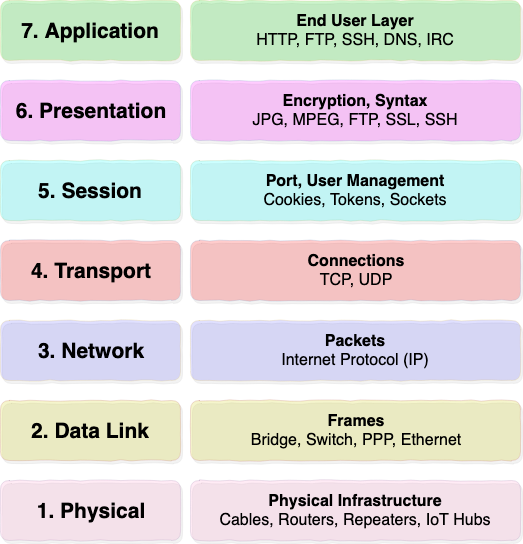 7. Application
End User Layer
HTTP, FTP, SSH, DNS, IRC
6. Presentation
Encryption, Syntax
JPG, MPEG, FTP, SSL, SSH
5. Session
Port, User Management
Cookies, Tokens, Sockets
4. Transport
Connections
TCP, UDP
3. Network
Packets
Internet Protocol (IP)
2. Data Link
Frames
Bridge, Switch, PPP, Ethernet
1. Physical
Physical Infrastructure
Cables, Routers, Repeaters, IoT Hubs